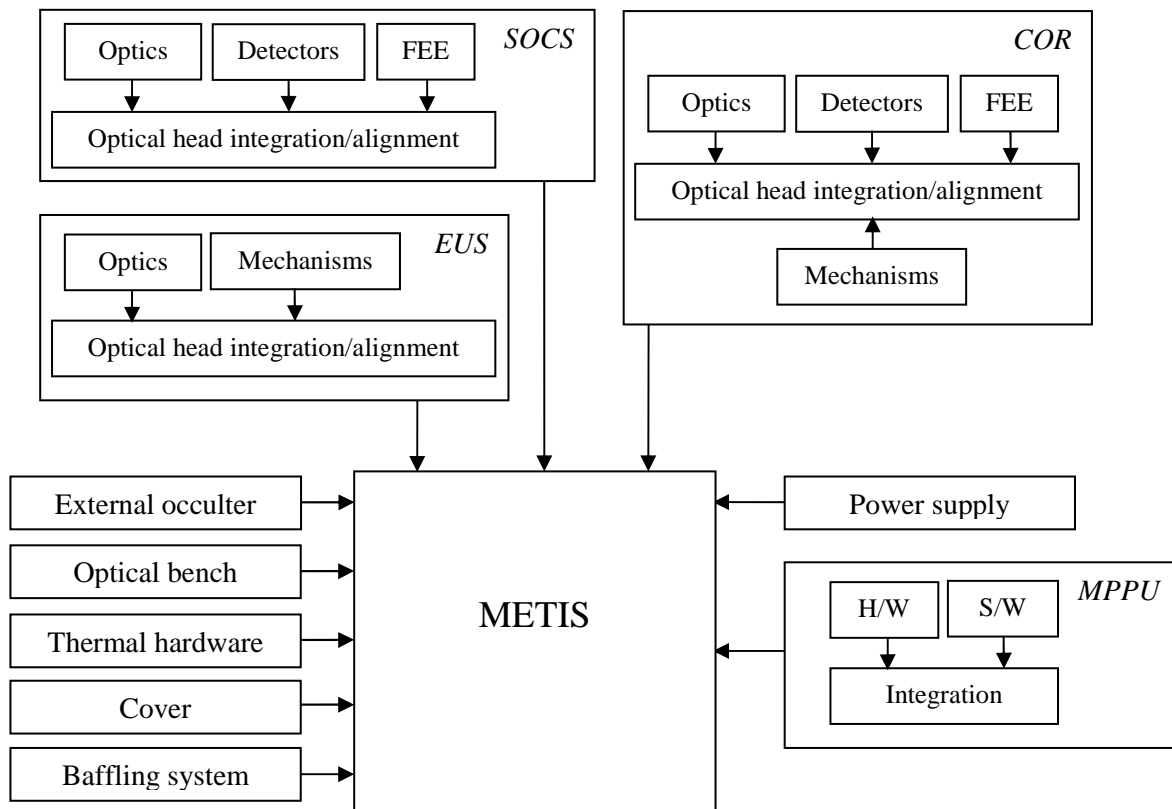 SOCS
Optics
Detectors
FEE
Optical head integration/alignment
COR
Optics
Detectors
FEE
Optical head integration/alignment
Mechanisms
EUS
Optics
Mechanisms
Optical head integration/alignment
External occulter
Optical bench
Thermal hardware
Cover
Baffling system
METIS
Power supply
MPPU
H/W
S/W
Integration